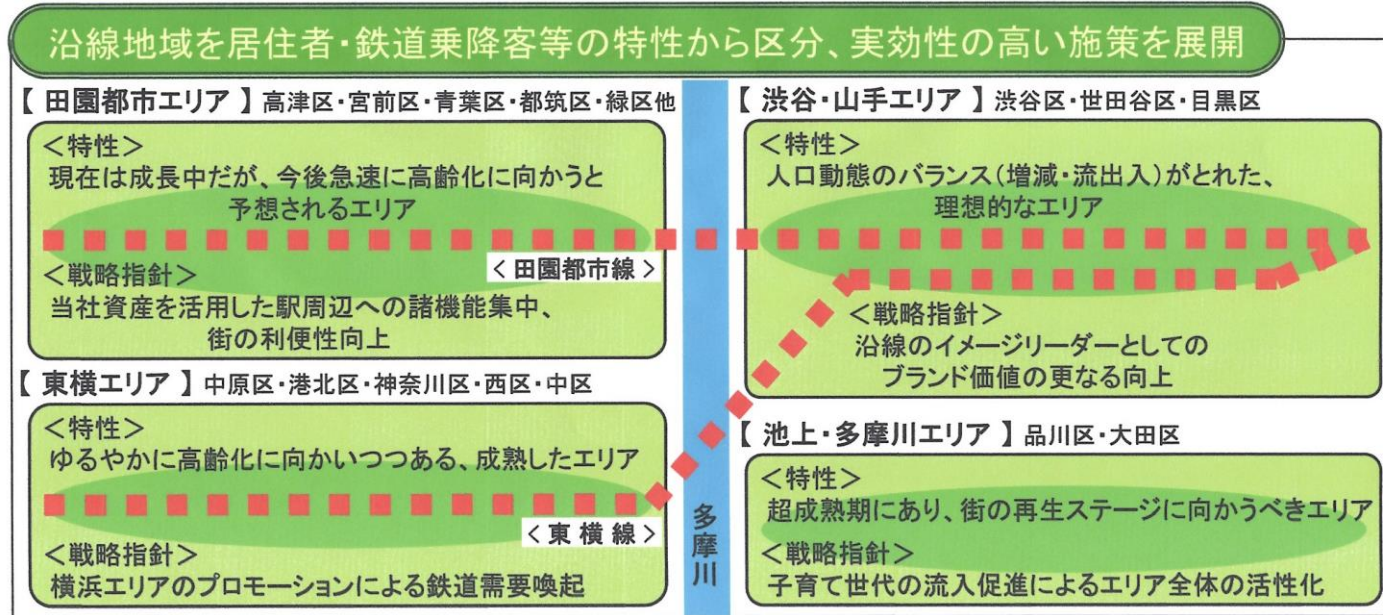 沿線地域を居住者・鉄道乗降客等の特性から区分、実効性の高い施策を展開
【 田園都市エリア 】 高津区・宮前区・青葉区・都筑区・緑区他
＜特性＞
現在は成長中だが、今後急速に高齢化に向かうと
予想されるエリア
＜田園都市線＞
＜戦略指針＞
当社資産を活用した駅周辺への諸機能集中、
街の利便性向上
【 東横エリア 】 中原区・港北区・神奈川区・西区・中区
＜特性＞
ゆるやかに高齢化に向かいつつある、成熟したエリア
＜東横線＞
＜戦略指針＞
横浜エリアのプロモーションによる鉄道需要喚起
多摩川
【 渋谷・山手エリア 】 渋谷区・世田谷区・目黒区
＜特性＞
人口動態のバランス（増減・流出入）がとれた、
理想的なエリア
＜戦略指針＞
沿線のイメージリーダーとしての
ブランド価値の更なる向上
【 池上・多摩川エリア 】 品川区・大田区
＜特性＞
超成熟期にあり、街の再生ステージに向かうべきエリア
＜戦略指針＞
子育て世代の流入促進によるエリア全体の活性化